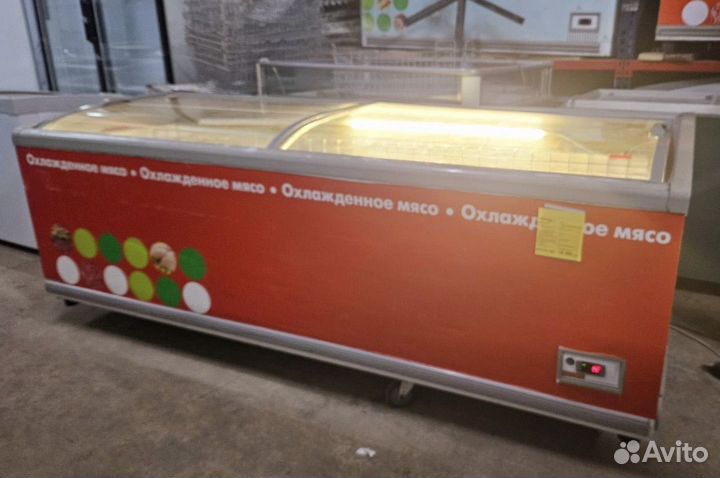 Охлажденное мясо • Охлажденное мясо • Охлажденное мясо • Охлажд ое мясо
Avito